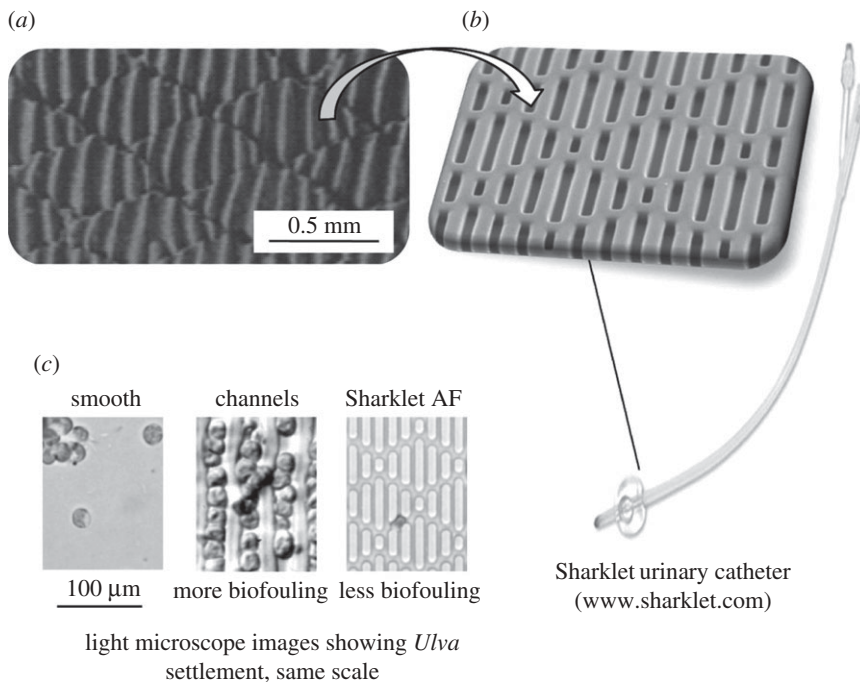 (a)
(b)
0.5 mm
(c)
smooth
channels
Sharklet AF
100 μm
more biofouling
less biofouling
light microscope images showing Ulva
settlement, same scale
Sharklet urinary catheter
(www.sharklet.com)